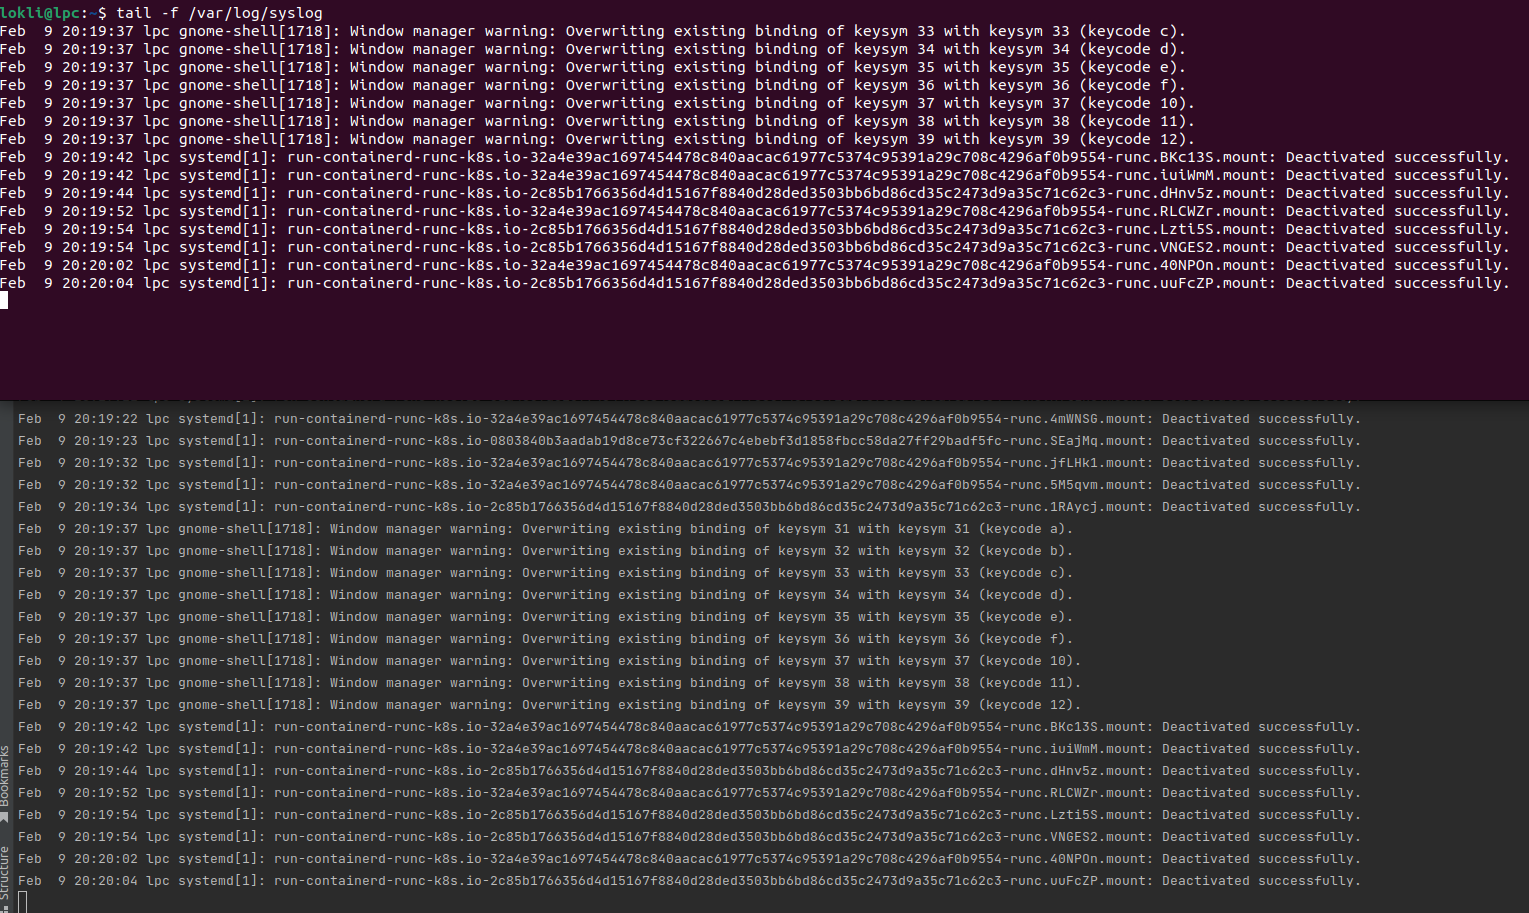 lokli@lpc:~$ tail -f /var/log/syslog
Feb  9 20:19:37 lpc gnome-shell[1718]: Window manager warning: Overwriting existing binding of keysym 33 with keysym 33 (keycode c).
Feb  9 20:19:37 lpc gnome-shell[1718]: Window manager warning: Overwriting existing binding of keysym 34 with keysym 34 (keycode d).
Feb  9 20:19:37 lpc gnome-shell[1718]: Window manager warning: Overwriting existing binding of keysym 35 with keysym 35 (keycode e).
Feb  9 20:19:37 lpc gnome-shell[1718]: Window manager warning: Overwriting existing binding of keysym 36 with keysym 36 (keycode f).
Feb  9 20:19:37 lpc gnome-shell[1718]: Window manager warning: Overwriting existing binding of keysym 37 with keysym 37 (keycode 10).
Feb  9 20:19:37 lpc gnome-shell[1718]: Window manager warning: Overwriting existing binding of keysym 38 with keysym 38 (keycode 11).
Feb  9 20:19:37 lpc gnome-shell[1718]: Window manager warning: Overwriting existing binding of keysym 39 with keysym 39 (keycode 12).
Feb  9 20:19:42 lpc systemd[1]: run-containerd-runc-k8s.io-32a4e39ac1697454478c840aacac61977c5374c95391a29c708c4296af0b9554-runc.BKc13S.mount: Deactivated successfully.
Feb  9 20:19:42 lpc systemd[1]: run-containerd-runc-k8s.io-32a4e39ac1697454478c840aacac61977c5374c95391a29c708c4296af0b9554-runc.iuiWmM.mount: Deactivated successfully.
Feb  9 20:19:44 lpc systemd[1]: run-containerd-runc-k8s.io-2c85b1766356d4d15167f8840d28ded3503bb6bd86cd35c2473d9a35c71c62c3-runc.dHnv5z.mount: Deactivated successfully.
Feb  9 20:19:52 lpc systemd[1]: run-containerd-runc-k8s.io-32a4e39ac1697454478c840aacac61977c5374c95391a29c708c4296af0b9554-runc.RLCWZr.mount: Deactivated successfully.
Feb  9 20:19:54 lpc systemd[1]: run-containerd-runc-k8s.io-2c85b1766356d4d15167f8840d28ded3503bb6bd86cd35c2473d9a35c71c62c3-runc.Lzti5S.mount: Deactivated successfully.
Feb  9 20:19:54 lpc systemd[1]: run-containerd-runc-k8s.io-2c85b1766356d4d15167f8840d28ded3503bb6bd86cd35c2473d9a35c71c62c3-runc.VNGES2.mount: Deactivated successfully.
Feb  9 20:20:02 lpc systemd[1]: run-containerd-runc-k8s.io-32a4e39ac1697454478c840aacac61977c5374c95391a29c708c4296af0b9554-runc.40NPOn.mount: Deactivated successfully.
Feb  9 20:20:04 lpc systemd[1]: run-containerd-runc-k8s.io-2c85b1766356d4d15167f8840d28ded3503bb6bd86cd35c2473d9a35c71c62c3-runc.uuFcZP.mount: Deactivated successfully.
Feb  9 20:19:22 lpc systemd[1]: run-containerd-runc-k8s.io-32a4e39ac1697454478c840aacac61977c5374c95391a29c708c4296af0b9554-runc.4mWNSG.mount: Deactivated successfully.
Feb  9 20:19:23 lpc systemd[1]: run-containerd-runc-k8s.io-0803840b3aadab19d8ce73cf322667c4ebebf3d1858fbcc58da27ff29badf5fc-runc.SEajMq.mount: Deactivated successfully.
Feb  9 20:19:32 lpc systemd[1]: run-containerd-runc-k8s.io-32a4e39ac1697454478c840aacac61977c5374c95391a29c708c4296af0b9554-runc.jfLHk1.mount: Deactivated successfully.
Feb  9 20:19:32 lpc systemd[1]: run-containerd-runc-k8s.io-32a4e39ac1697454478c840aacac61977c5374c95391a29c708c4296af0b9554-runc.5M5qvm.mount: Deactivated successfully.
Feb  9 20:19:34 lpc systemd[1]: run-containerd-runc-k8s.io-2c85b1766356d4d15167f8840d28ded3503bb6bd86cd35c2473d9a35c71c62c3-runc.1RAycj.mount: Deactivated successfully.
Feb  9 20:19:37 lpc gnome-shell[1718]: Window manager warning: Overwriting existing binding of keysym 31 with keysym 31 (keycode a).
Feb  9 20:19:37 lpc gnome-shell[1718]: Window manager warning: Overwriting existing binding of keysym 32 with keysym 32 (keycode b).
Feb  9 20:19:37 lpc gnome-shell[1718]: Window manager warning: Overwriting existing binding of keysym 33 with keysym 33 (keycode c).
Feb  9 20:19:37 lpc gnome-shell[1718]: Window manager warning: Overwriting existing binding of keysym 34 with keysym 34 (keycode d).
Feb  9 20:19:37 lpc gnome-shell[1718]: Window manager warning: Overwriting existing binding of keysym 35 with keysym 35 (keycode e).
Feb  9 20:19:37 lpc gnome-shell[1718]: Window manager warning: Overwriting existing binding of keysym 36 with keysym 36 (keycode f).
Feb  9 20:19:37 lpc gnome-shell[1718]: Window manager warning: Overwriting existing binding of keysym 37 with keysym 37 (keycode 10).
Feb  9 20:19:37 lpc gnome-shell[1718]: Window manager warning: Overwriting existing binding of keysym 38 with keysym 38 (keycode 11).
Feb  9 20:19:37 lpc gnome-shell[1718]: Window manager warning: Overwriting existing binding of keysym 39 with keysym 39 (keycode 12).
Feb  9 20:19:42 lpc systemd[1]: run-containerd-runc-k8s.io-32a4e39ac1697454478c840aacac61977c5374c95391a29c708c4296af0b9554-runc.BKc13S.mount: Deactivated successfully.
Feb  9 20:19:42 lpc systemd[1]: run-containerd-runc-k8s.io-32a4e39ac1697454478c840aacac61977c5374c95391a29c708c4296af0b9554-runc.iuiWmM.mount: Deactivated successfully.
Feb  9 20:19:44 lpc systemd[1]: run-containerd-runc-k8s.io-2c85b1766356d4d15167f8840d28ded3503bb6bd86cd35c2473d9a35c71c62c3-runc.dHnv5z.mount: Deactivated successfully.
Feb  9 20:19:52 lpc systemd[1]: run-containerd-runc-k8s.io-32a4e39ac1697454478c840aacac61977c5374c95391a29c708c4296af0b9554-runc.RLCWZr.mount: Deactivated successfully.
Feb  9 20:19:54 lpc systemd[1]: run-containerd-runc-k8s.io-2c85b1766356d4d15167f8840d28ded3503bb6bd86cd35c2473d9a35c71c62c3-runc.Lzti5S.mount: Deactivated successfully.
Feb  9 20:19:54 lpc systemd[1]: run-containerd-runc-k8s.io-2c85b1766356d4d15167f8840d28ded3503bb6bd86cd35c2473d9a35c71c62c3-runc.VNGES2.mount: Deactivated successfully.
Feb  9 20:20:02 lpc systemd[1]: run-containerd-runc-k8s.io-32a4e39ac1697454478c840aacac61977c5374c95391a29c708c4296af0b9554-runc.40NPOn.mount: Deactivated successfully.
Feb  9 20:20:04 lpc systemd[1]: run-containerd-runc-k8s.io-2c85b1766356d4d15167f8840d28ded3503bb6bd86cd35c2473d9a35c71c62c3-runc.uuFcZP.mount: Deactivated successfully.
Bookmarks
Structure